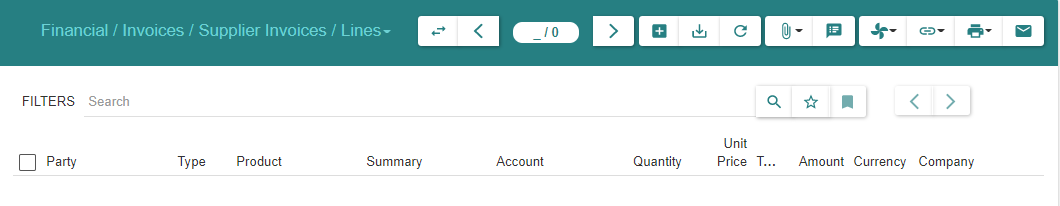 Financial / Invoices / Supplier Invoices / Lines
_ / 0
FILTERS Search
Party Type Product Summary Account Quantity Unit Price T... Amount Currency Company